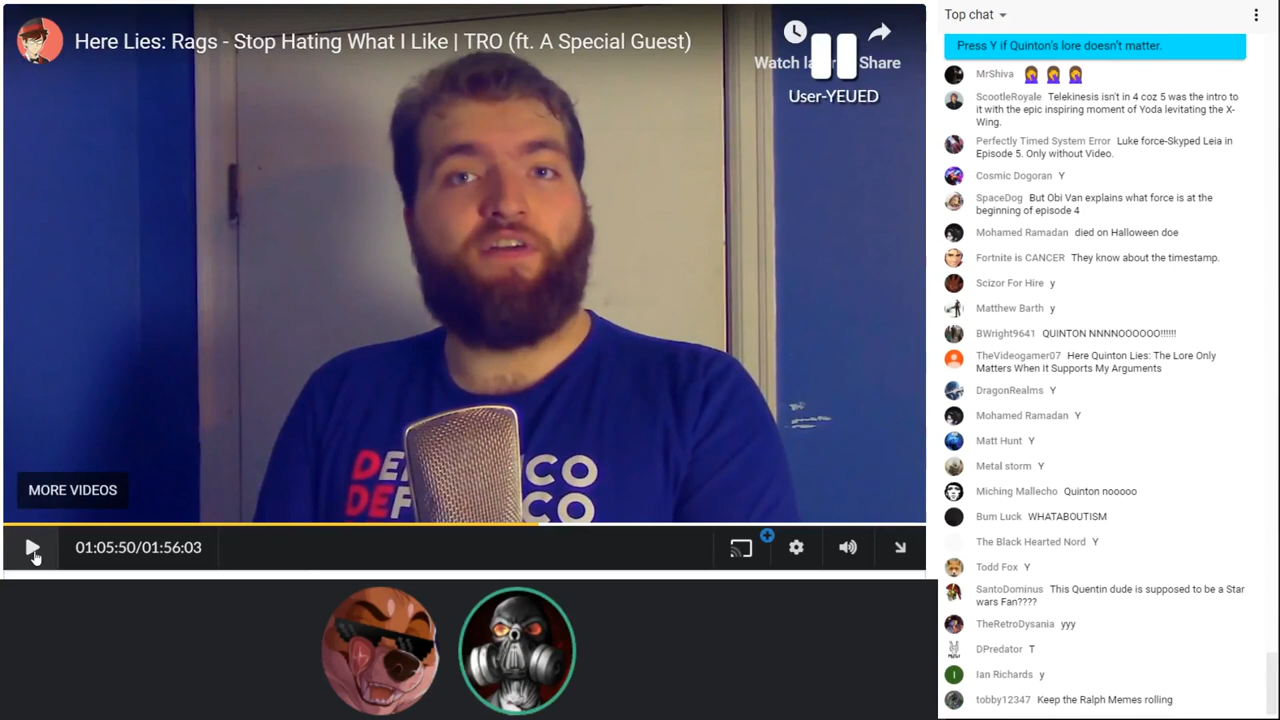 Here Lies: Rags - Stop Hating What I Like | TRO (ft. A Special Guest)
Share
User-YEUED
MORE VIDEOS
01:05:50/01:56:03
Top chat
Press Y if Quinton's lore doesn't matter.
MrShiva
ScootleRoyale Telekinesis isn't in 4 coz 5 was the intro to
it with the epic inspiring moment of Yoda levitating the X-
Wing.
Perfectly Timed System Error Luke force-Skyped Leia in
Episode 5. Only without Video.
Cosmic Dogoran Y
SpaceDog But Obi Van explains what force is at the
beginning of episode 4
Mohamed Ramadan died on Halloween doe
Fortnite is CANCER They know about the timestamp.
Scizor For Hire y
Matthew Barth y
BWright9641 QUINTON NNNNOOOOOO!!!!!!
TheVideogamer07 Here Quinton Lies: The Lore Only
Matters When It Supports My Arguments
DragonRealms Y
Mohamed Ramadan Y
Matt Hunt Y
Metal storm Y
Miching Mallecho Quinton nooooo
Bum Luck WHATABOUTISM
The Black Hearted Nord Y
Todd Fox Y
SantoDominus This Quentin dude is supposed to be a Star
wars Fan????
TheRetroDysania yyy
DPredator T
Ian Richards y
tobby12347 Keep the Ralph Memes rolling